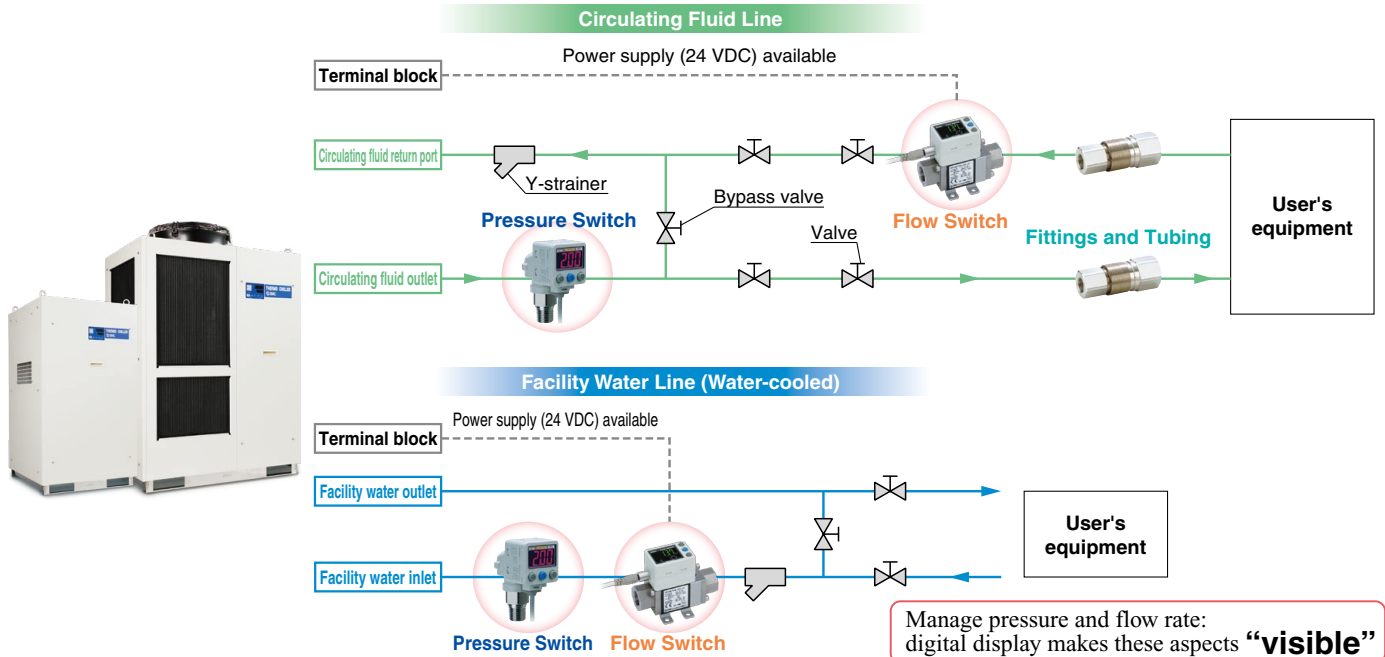 Circulating Fluid Line
Power supply (24 VDC) available
Terminal block
Circulating fluid return port
Y-strainer
Bypass valve
Pressure Switch
Flow Switch
User's
equipment
Valve
Fittings and Tubing
Circulating fluid outlet
200
Facility Water Line (Water-cooled)
Power supply (24 VDC) available
Terminal block
Facility water outlet
User's
equipment
200
Facility water inlet
Pressure Switch
Flow Switch
Manage pressure and flow rate:
digital display makes these aspects “visible”